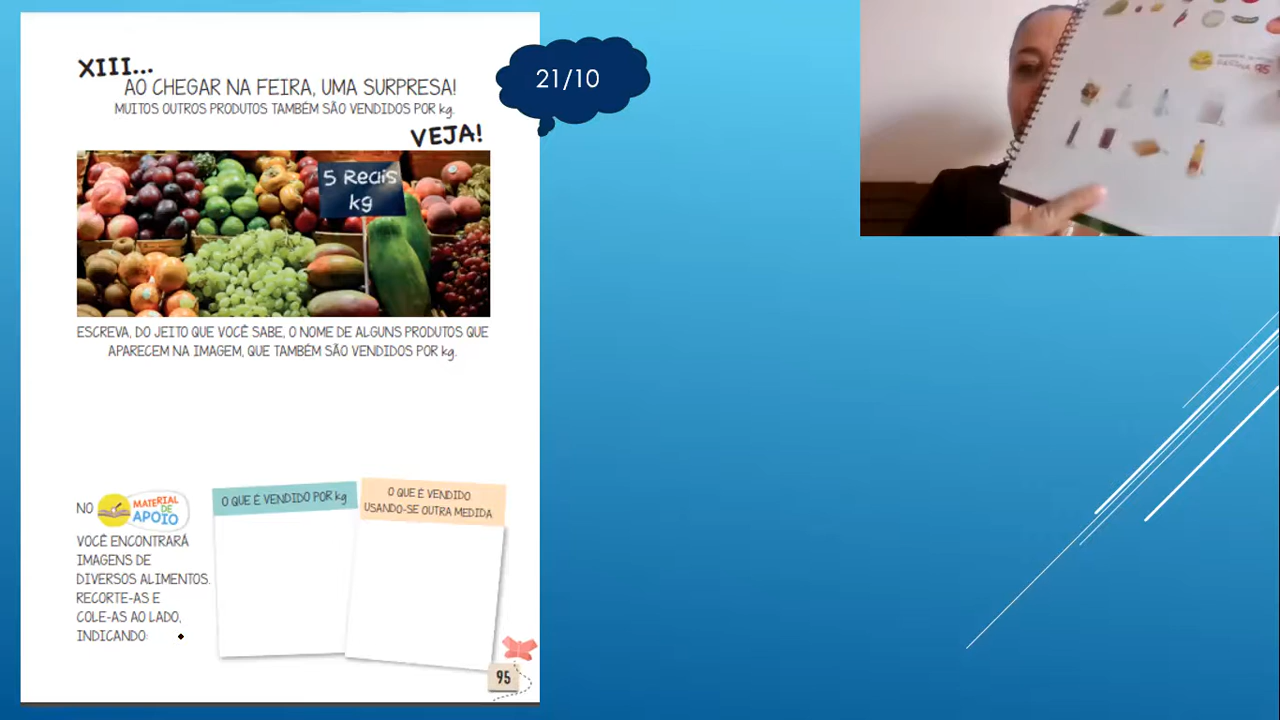 XIII...
AO CHEGAR NA FEIRA, UMA SURPRESA!
MUITOS OUTROS PRODUTOS TAMBÉM SÃO VENDIDOS POR kg.
VEJA!
5 Reais
kg
ESCREVA, DO JEITO QUE VOCÊ SABE, O NOME DE ALGUNS PRODUTOS QUE
APARECEM NA IMAGEM, QUE TAMBÉM SÃO VENDIDOS POR kg.
NO MATERIAL
DE
APOIO
VOCÊ ENCONTRARÁ
IMAGENS DE
DIVERSOS ALIMENTOS.
RECORTE-AS E
COLE-AS AO LADO,
INDICANDO:
O QUE É VENDIDO POR kg
O QUE É VENDIDO
USANDO-SE OUTRA MEDIDA
95
21/10
PÁGINA 95